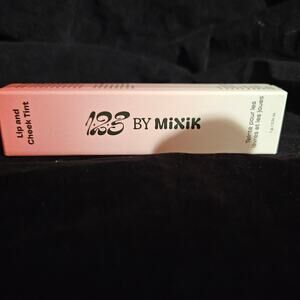 Lip and
Cheek Tint
123 BY MiXiK
Teinte pour les
lèvres et les joues